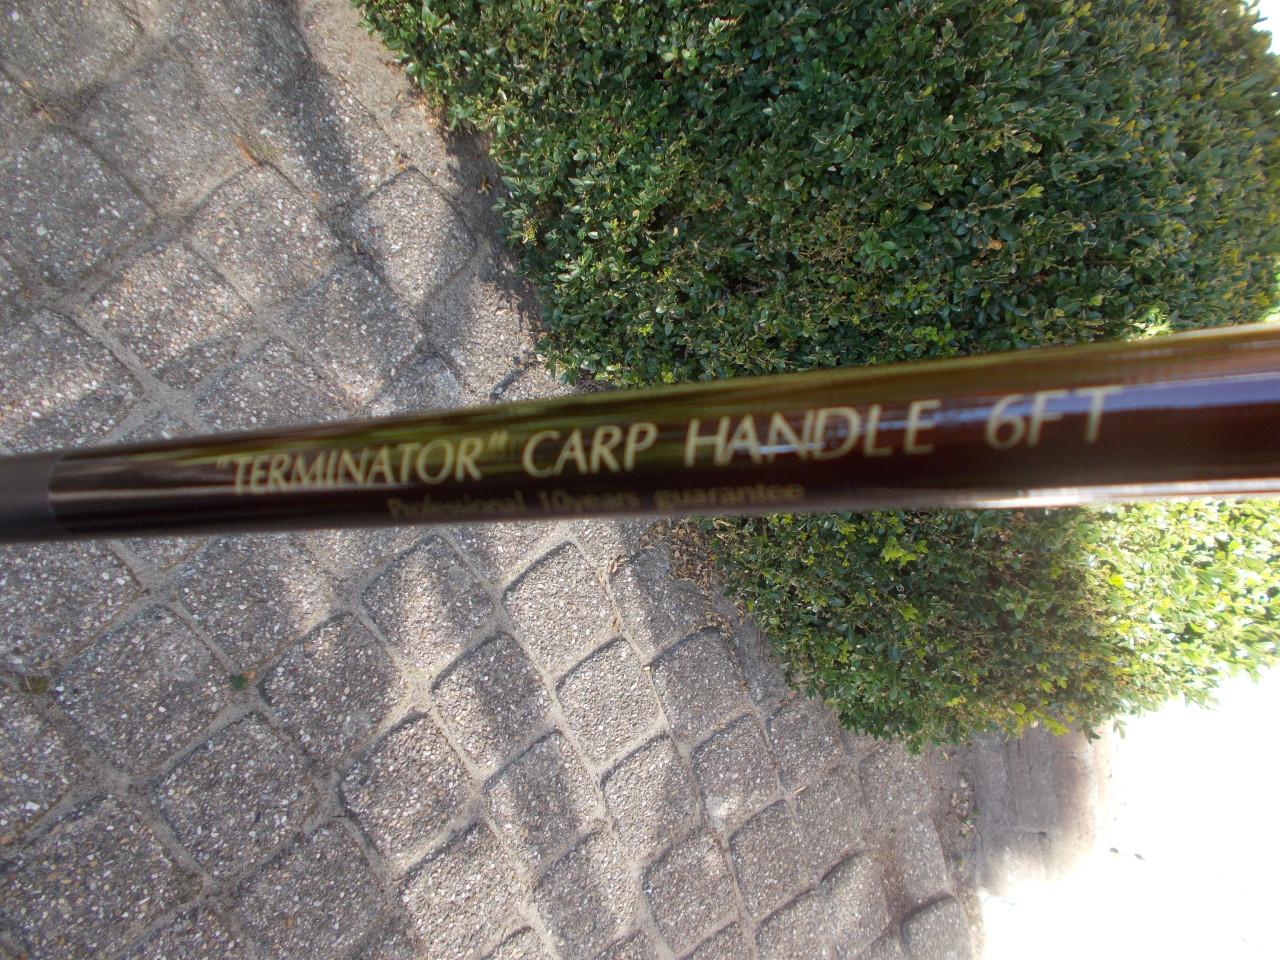 "TERMINATOR" CARP HANDLE 6FT
Professional 10years guarantee